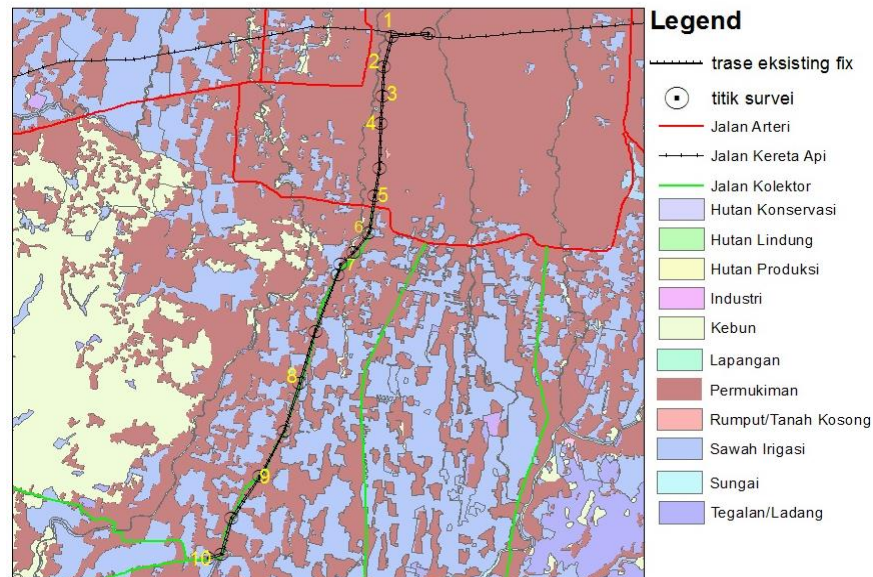 Legend
trase eksisting fix
titik survei
Jalan Arteri
Jalan Kereta Api
Jalan Kolektor
Hutan Konservasi
Hutan Lindung
Hutan Produksi
Industri
Kebun
Lapangan
Permukiman
Rumput/Tanah Kosong
Sawah Irigasi
Sungai
Tegalan/Ladang
1
2
3
4
5
6
7
8
9
10